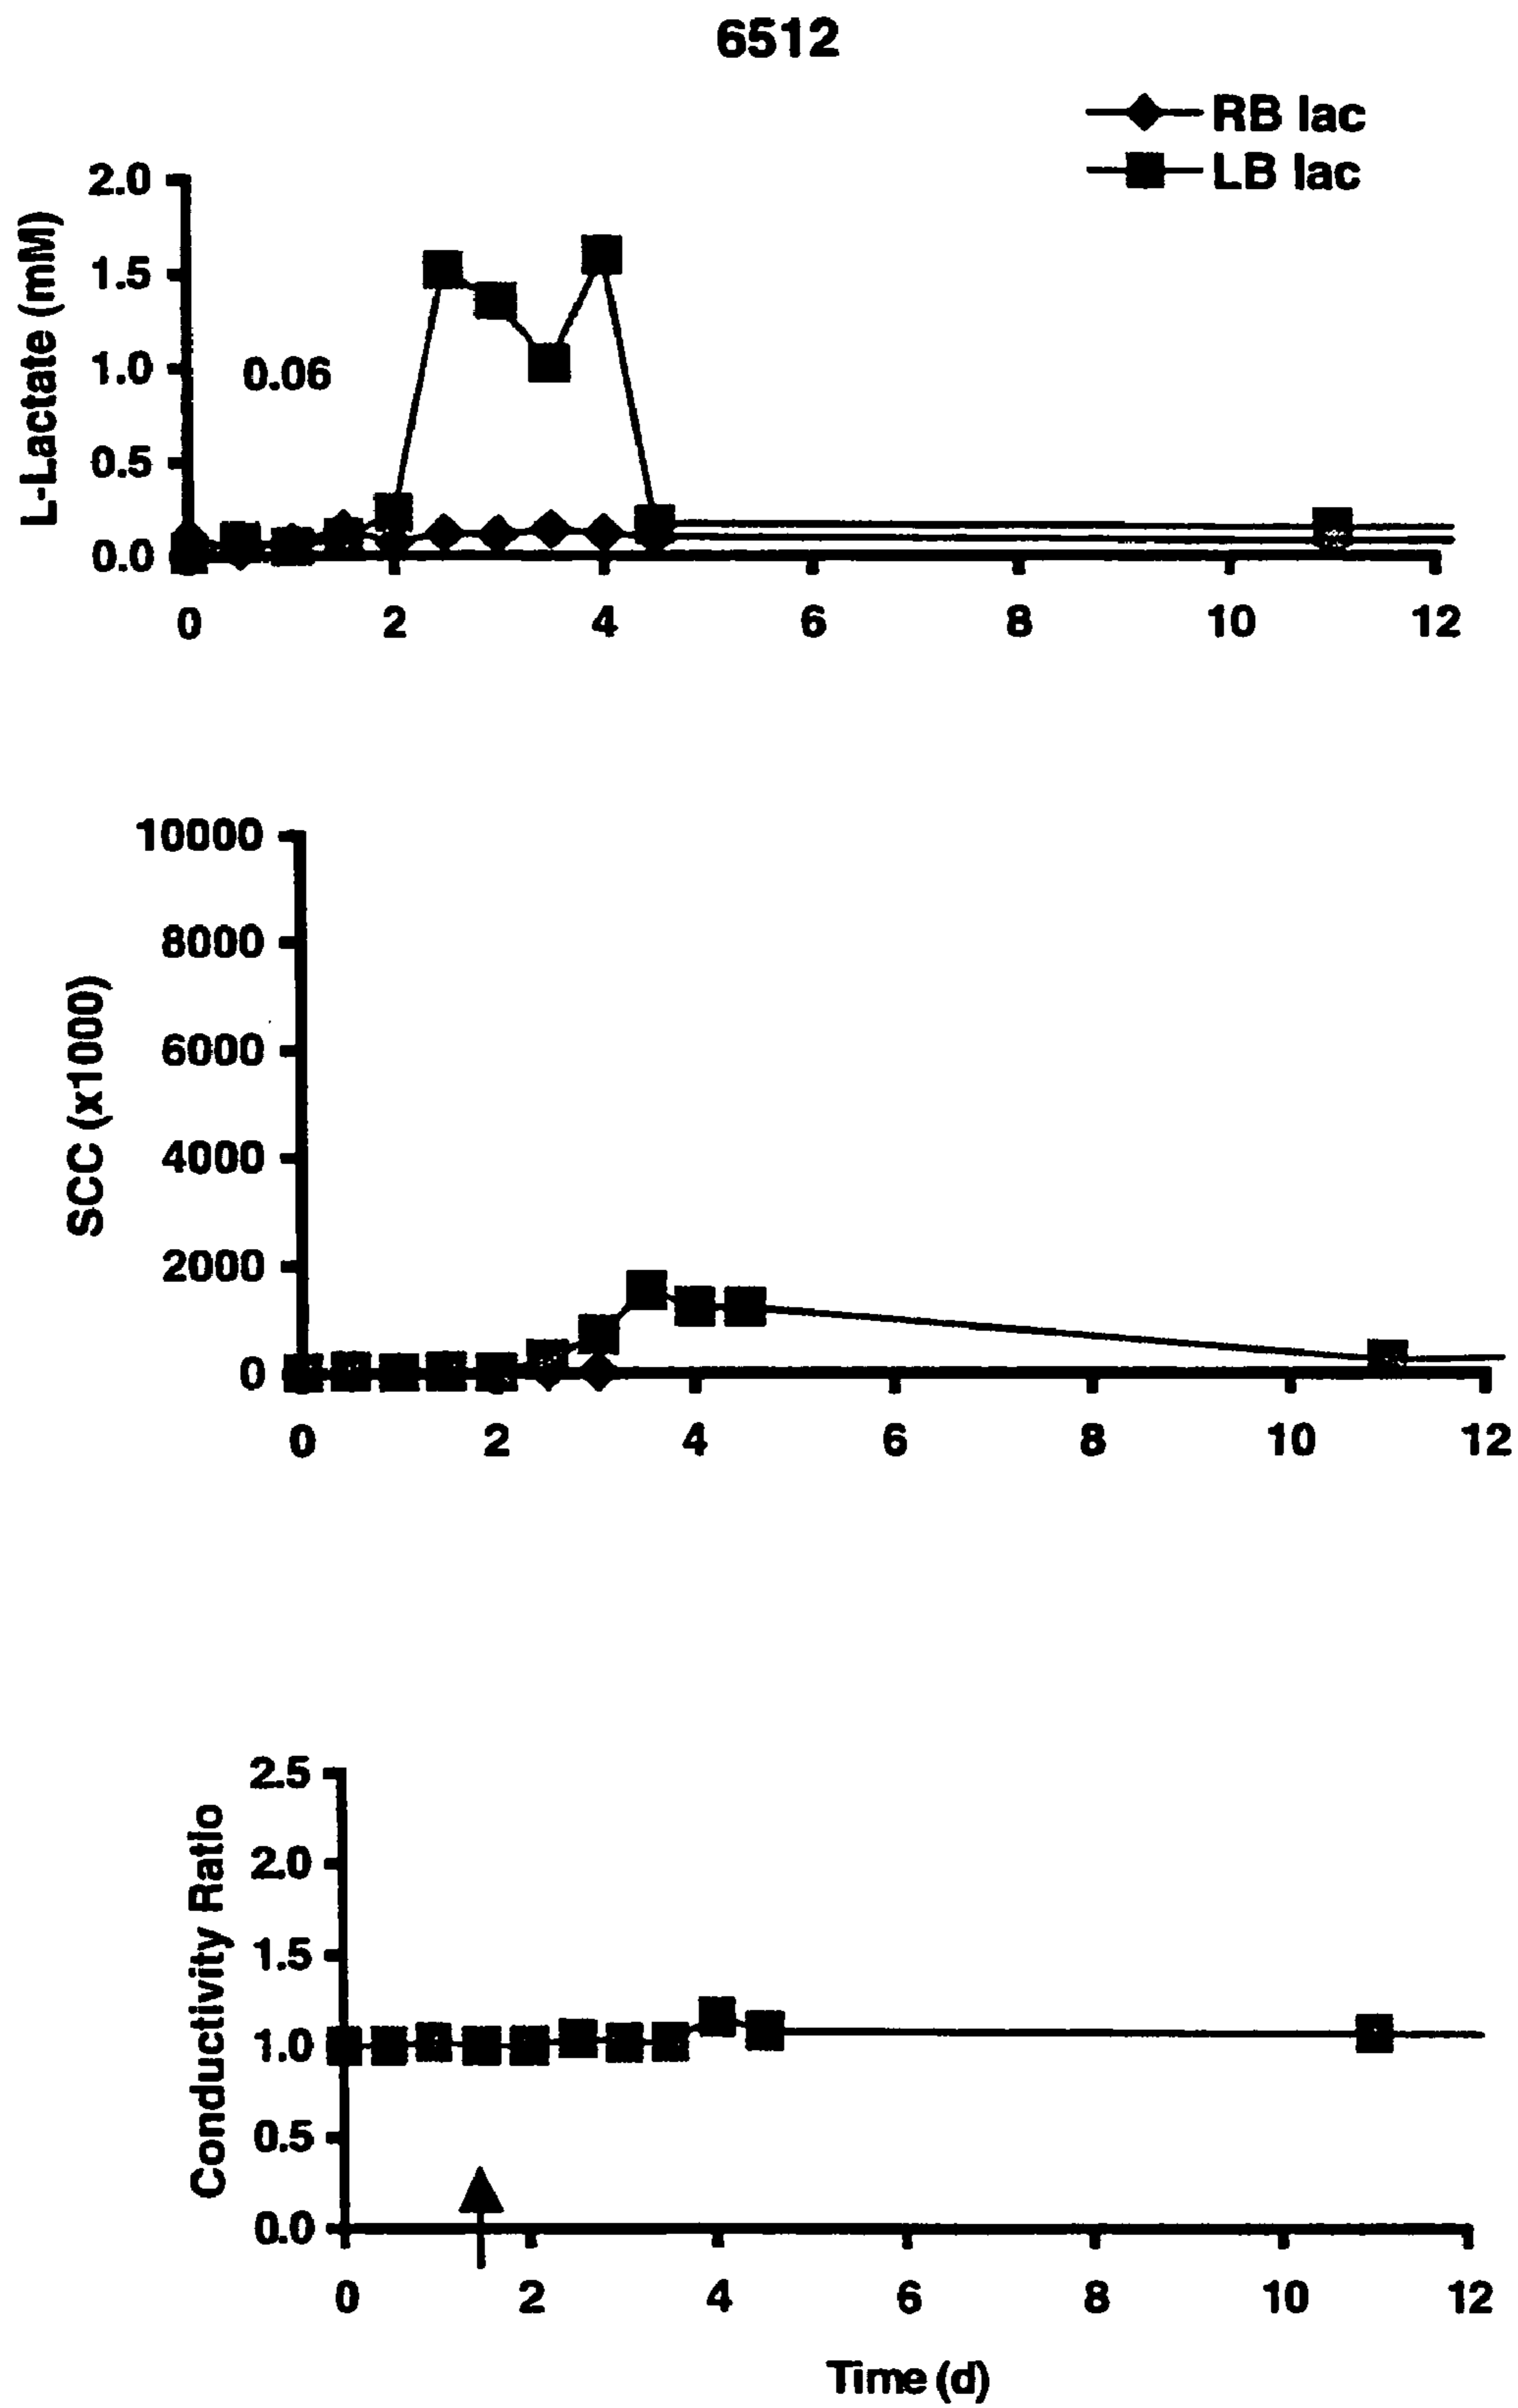 6512
RB lac
LB lac
L-Lactate (mM)
2.0
1.5
1.0
0.5
0.0
0.06
0 2 4 6 8 10 12
SCC (x1000)
10000
8000
6000
4000
2000
0
0 2 4 6 8 10 12
Conductivity Ratio
2.5
2.0
1.5
1.0
0.5
0.0
0 2 4 6 8 10 12
Time (d)